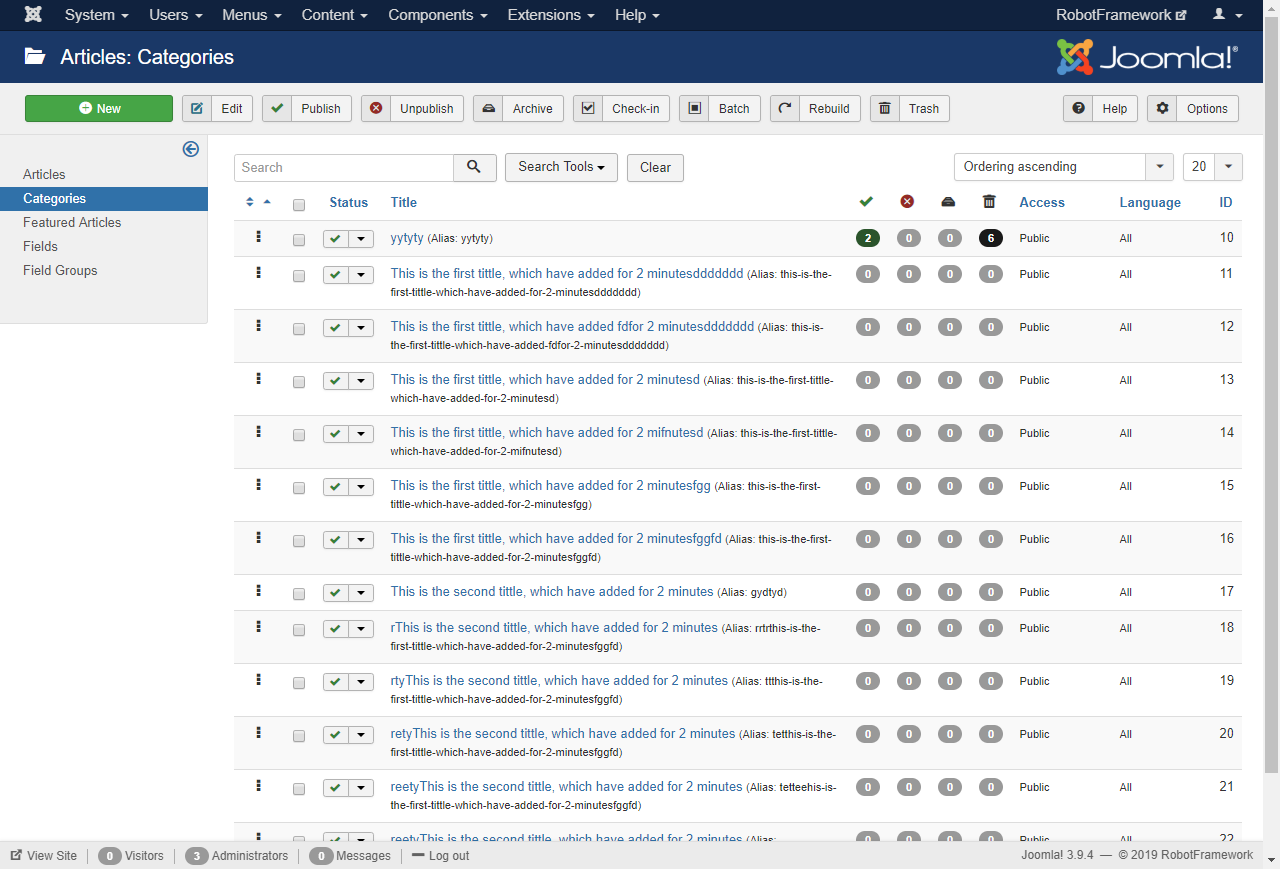 System Users Menus Content Components Extensions Help RobotFramework
Articles: Categories Joomla!®
New Edit Publish Unpublish Archive Check-in Batch Rebuild Trash Help Options
Articles
Categories
Featured Articles
Fields
Field Groups
Search Search Tools Clear Ordering ascending 20
Status Title Access Language ID
yytyty (Alias: yytyty) 2 0 0 6 Public All 10
This is the first tittle, which have added for 2 minutesddddddd (Alias: this-is-the- 0 0 0 0 Public All 11
first-tittle-which-have-added-for-2-minutesddddddd)
This is the first tittle, which have added fdfor 2 minutesddddddd (Alias: this-is- 0 0 0 0 Public All 12
the-first-tittle-which-have-added-fdfor-2-minutesddddddd)
This is the first tittle, which have added for 2 minutesd (Alias: this-is-the-first-tittle- 0 0 0 0 Public All 13
which-have-added-for-2-minutesd)
This is the first tittle, which have added for 2 mifnutesd (Alias: this-is-the-first-tittle- 0 0 0 0 Public All 14
which-have-added-for-2-mifnutesd)
This is the first tittle, which have added for 2 minutesfgg (Alias: this-is-the-first- 0 0 0 0 Public All 15
tittle-which-have-added-for-2-minutesfgg)
This is the first tittle, which have added for 2 minutesfggfd (Alias: this-is-the-first- 0 0 0 0 Public All 16
tittle-which-have-added-for-2-minutesfggfd)
This is the second tittle, which have added for 2 minutes (Alias: gydtyd) 0 0 0 0 Public All 17
rThis is the second tittle, which have added for 2 minutes (Alias: rrtrthis-is-the- 0 0 0 0 Public All 18
first-tittle-which-have-added-for-2-minutesfggfd)
rtyThis is the second tittle, which have added for 2 minutes (Alias: ttthis-is-the- 0 0 0 0 Public All 19
first-tittle-which-have-added-for-2-minutesfggfd)
retyThis is the second tittle, which have added for 2 minutes (Alias: tetthis-is-the- 0 0 0 0 Public All 20
first-tittle-which-have-added-for-2-minutesfggfd)
reetyThis is the second tittle, which have added for 2 minutes (Alias: tetteehis-is- 0 0 0 0 Public All 21
the-first-tittle-which-have-added-for-2-minutesfggfd)
reetyThis is the second tittle, which have added for 2 minutes (Alias: 0 0 0 0 Public All 22
View Site 0 Visitors 3 Administrators 0 Messages Log out Joomla! 3.9.4 — © 2019 RobotFramework